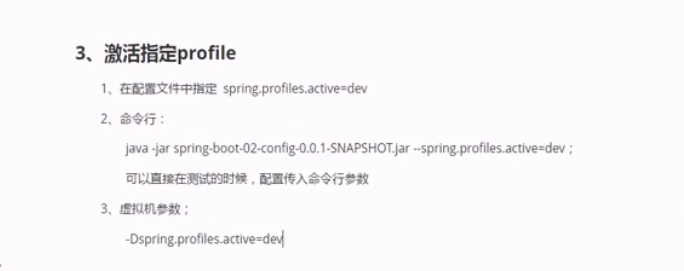 3、激活指定profile
1、在配置文件中指定 spring.profiles.active=dev
2、命令行：
java -jar spring-boot-02-config-0.0.1-SNAPSHOT.jar --spring.profiles.active=dev；
可以直接在测试的时候，配置传入命令行参数
3、虚拟机参数；
-Dspring.profiles.active=dev